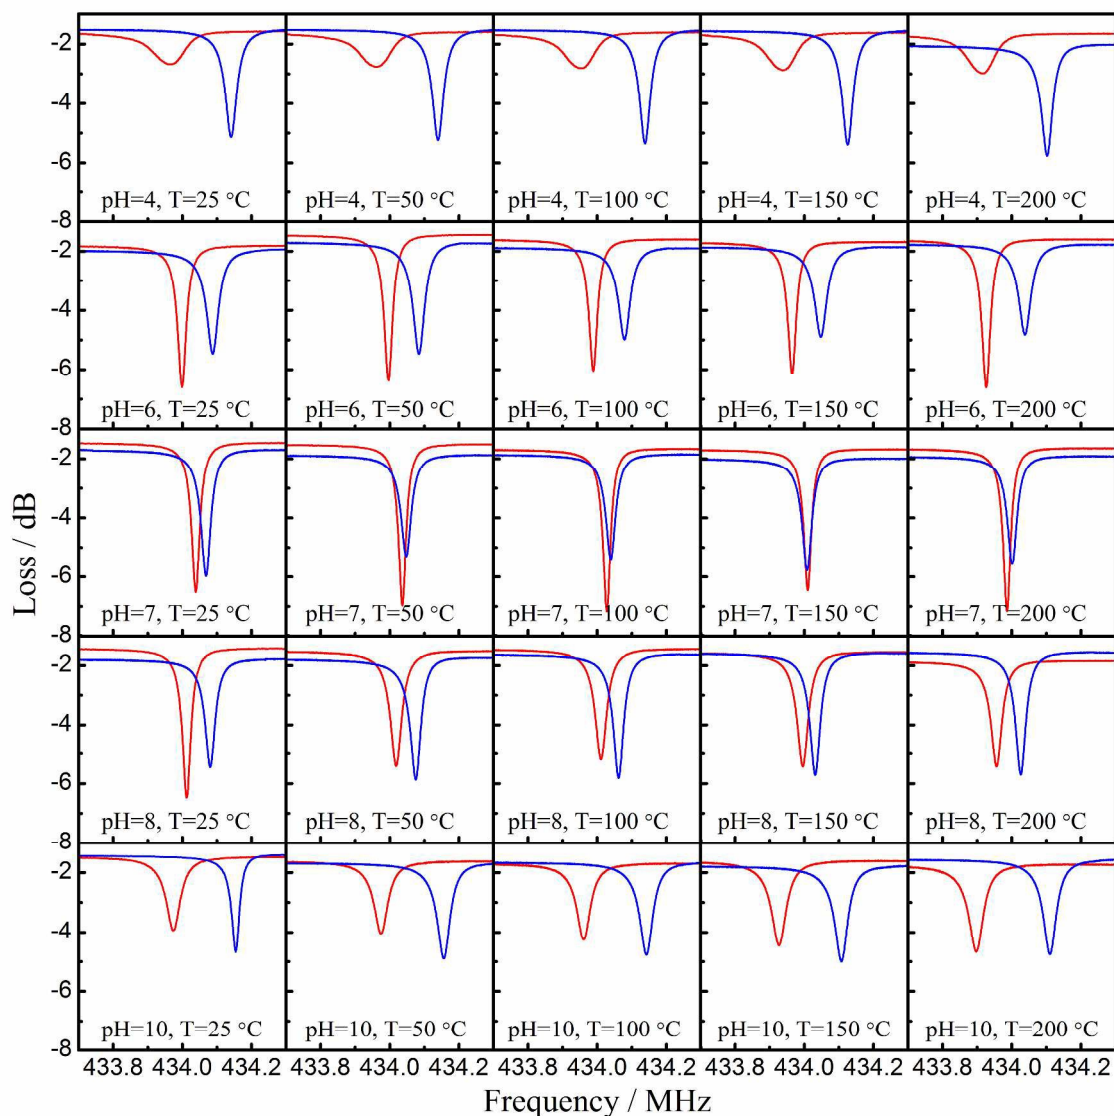 -2
-4
-6
pH=4, T=25 °C
pH=4, T=50 °C
pH=4, T=100 °C
pH=4, T=150 °C
pH=4, T=200 °C
-8
-2
-4
-6
pH=6, T=25 °C
pH=6, T=50 °C
pH=6, T=100 °C
pH=6, T=150 °C
pH=6, T=200 °C
-8
-2
Loss / dB
-4
-6
pH=7, T=25 °C
pH=7, T=50 °C
pH=7, T=100 °C
pH=7, T=150 °C
pH=7, T=200 °C
-8
-2
-4
-6
pH=8, T=25 °C
pH=8, T=50 °C
pH=8, T=100 °C
pH=8, T=150 °C
pH=8, T=200 °C
-8
-2
-4
-6
pH=10, T=25 °C
pH=10, T=50 °C
pH=10, T=100 °C
pH=10, T=150 °C
pH=10, T=200 °C
-8
433.8 434.0 434.2 433.8 434.0 434.2 433.8 434.0 434.2 433.8 434.0 434.2 433.8 434.0 434.2
Frequency / MHz